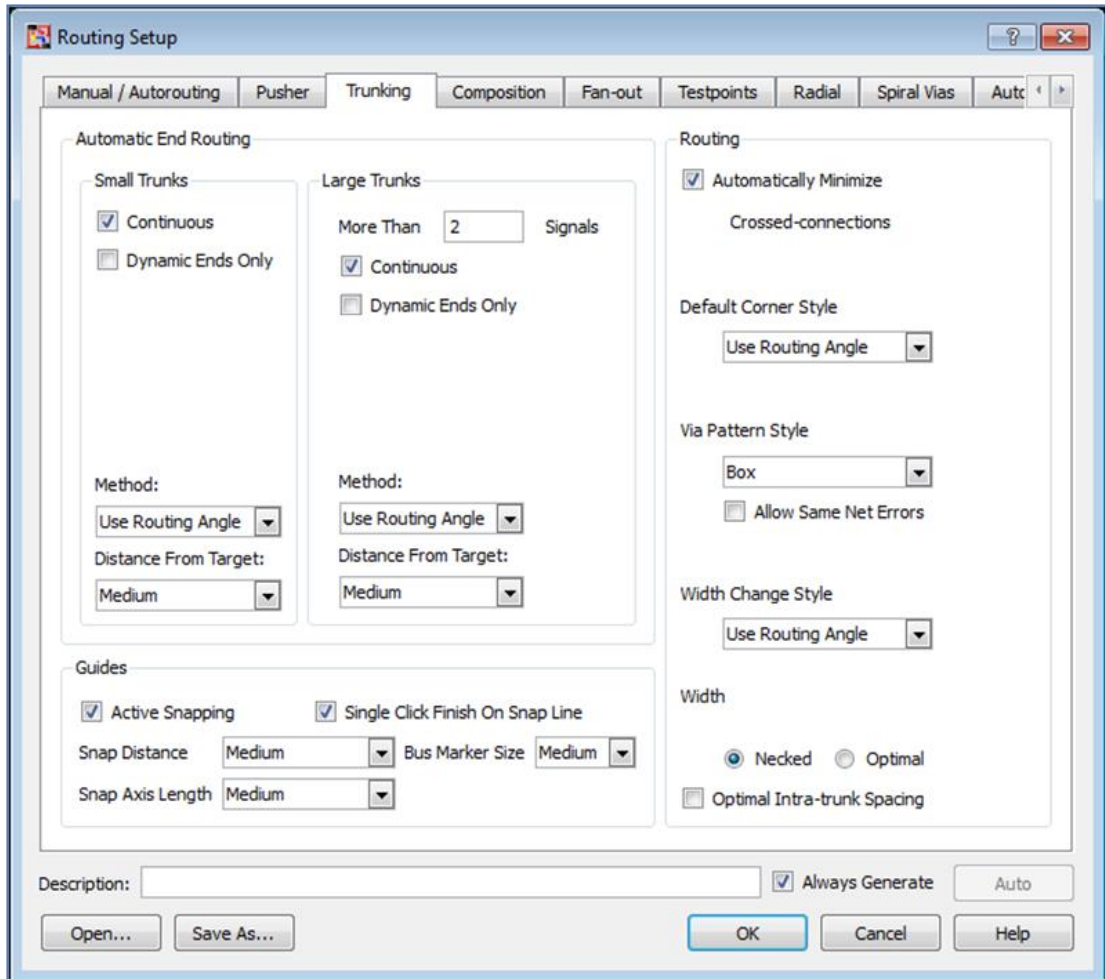 Routing Setup
Manual / Autorouting Pusher Trunking Composition Fan-out Testpoints Radial Spiral Vias Autc
Automatic End Routing
Small Trunks
Continuous
Dynamic Ends Only
Method:
Use Routing Angle
Distance From Target:
Medium
Large Trunks
More Than 2 Signals
Continuous
Dynamic Ends Only
Method:
Use Routing Angle
Distance From Target:
Medium
Guides
Active Snapping Single Click Finish On Snap Line
Snap Distance Medium Bus Marker Size Medium
Snap Axis Length Medium
Routing
Automatically Minimize
Crossed-connections
Default Corner Style
Use Routing Angle
Via Pattern Style
Box
Allow Same Net Errors
Width Change Style
Use Routing Angle
Width
Necked Optimal
Optimal Intra-trunk Spacing
Description: Always Generate Auto
Open... Save As... OK Cancel Help